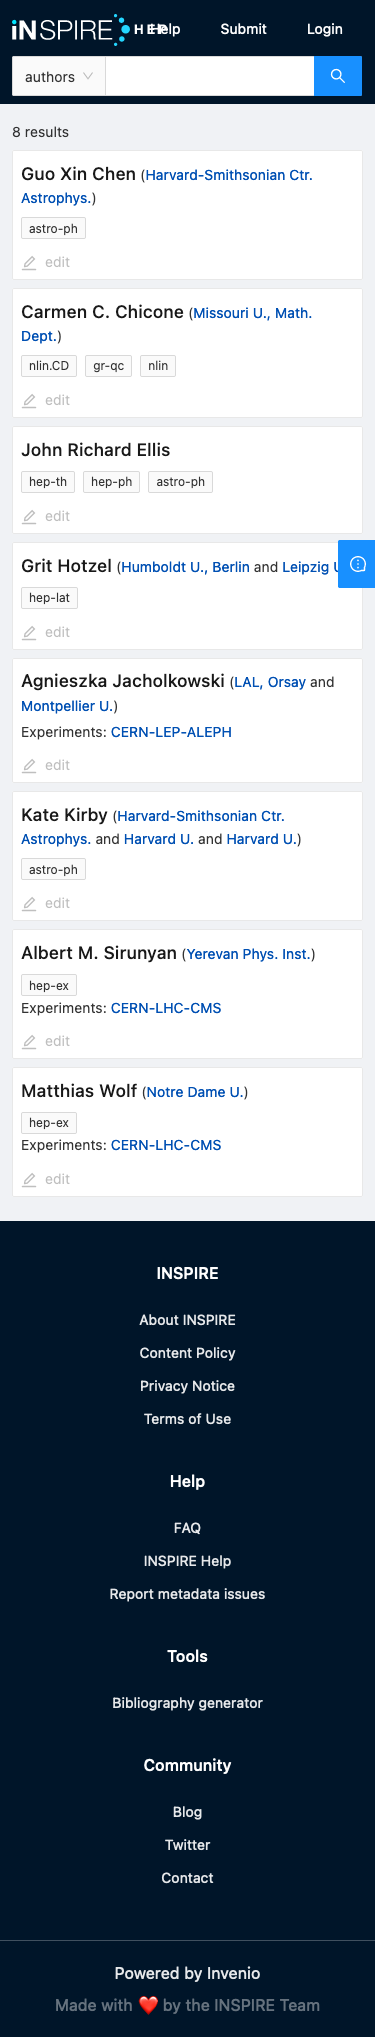 iNSPIRE HEP Help Submit Login
authors
8 results
Guo Xin Chen (Harvard-Smithsonian Ctr.
Astrophys.)
astro-ph
edit
Carmen C. Chicone (Missouri U., Math.
Dept.)
nlin.CD gr-qc nlin
edit
John Richard Ellis
hep-th hep-ph astro-ph
edit
Grit Hotzel (Humboldt U., Berlin and Leipzig
hep-lat
edit
Agnieszka Jacholkowski (LAL, Orsay and
Montpellier U.)
Experiments: CERN-LEP-ALEPH
edit
Kate Kirby (Harvard-Smithsonian Ctr.
Astrophys. and Harvard U. and Harvard U.)
astro-ph
edit
Albert M. Sirunyan (Yerevan Phys. Inst.)
hep-ex
Experiments: CERN-LHC-CMS
edit
Matthias Wolf (Notre Dame U.)
hep-ex
Experiments: CERN-LHC-CMS
edit
INSPIRE
About INSPIRE
Content Policy
Privacy Notice
Terms of Use
Help
FAQ
INSPIRE Help
Report metadata issues
Tools
Bibliography generator
Community
Blog
Twitter
Contact
Powered by Invenio
Made with ❤️ by the INSPIRE Team